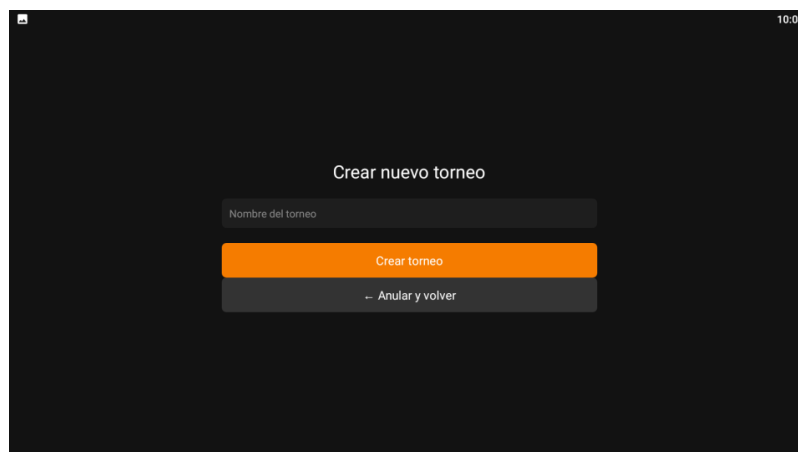 10:0
Crear nuevo torneo
Nombre del torneo
Crear torneo
← Anular y volver